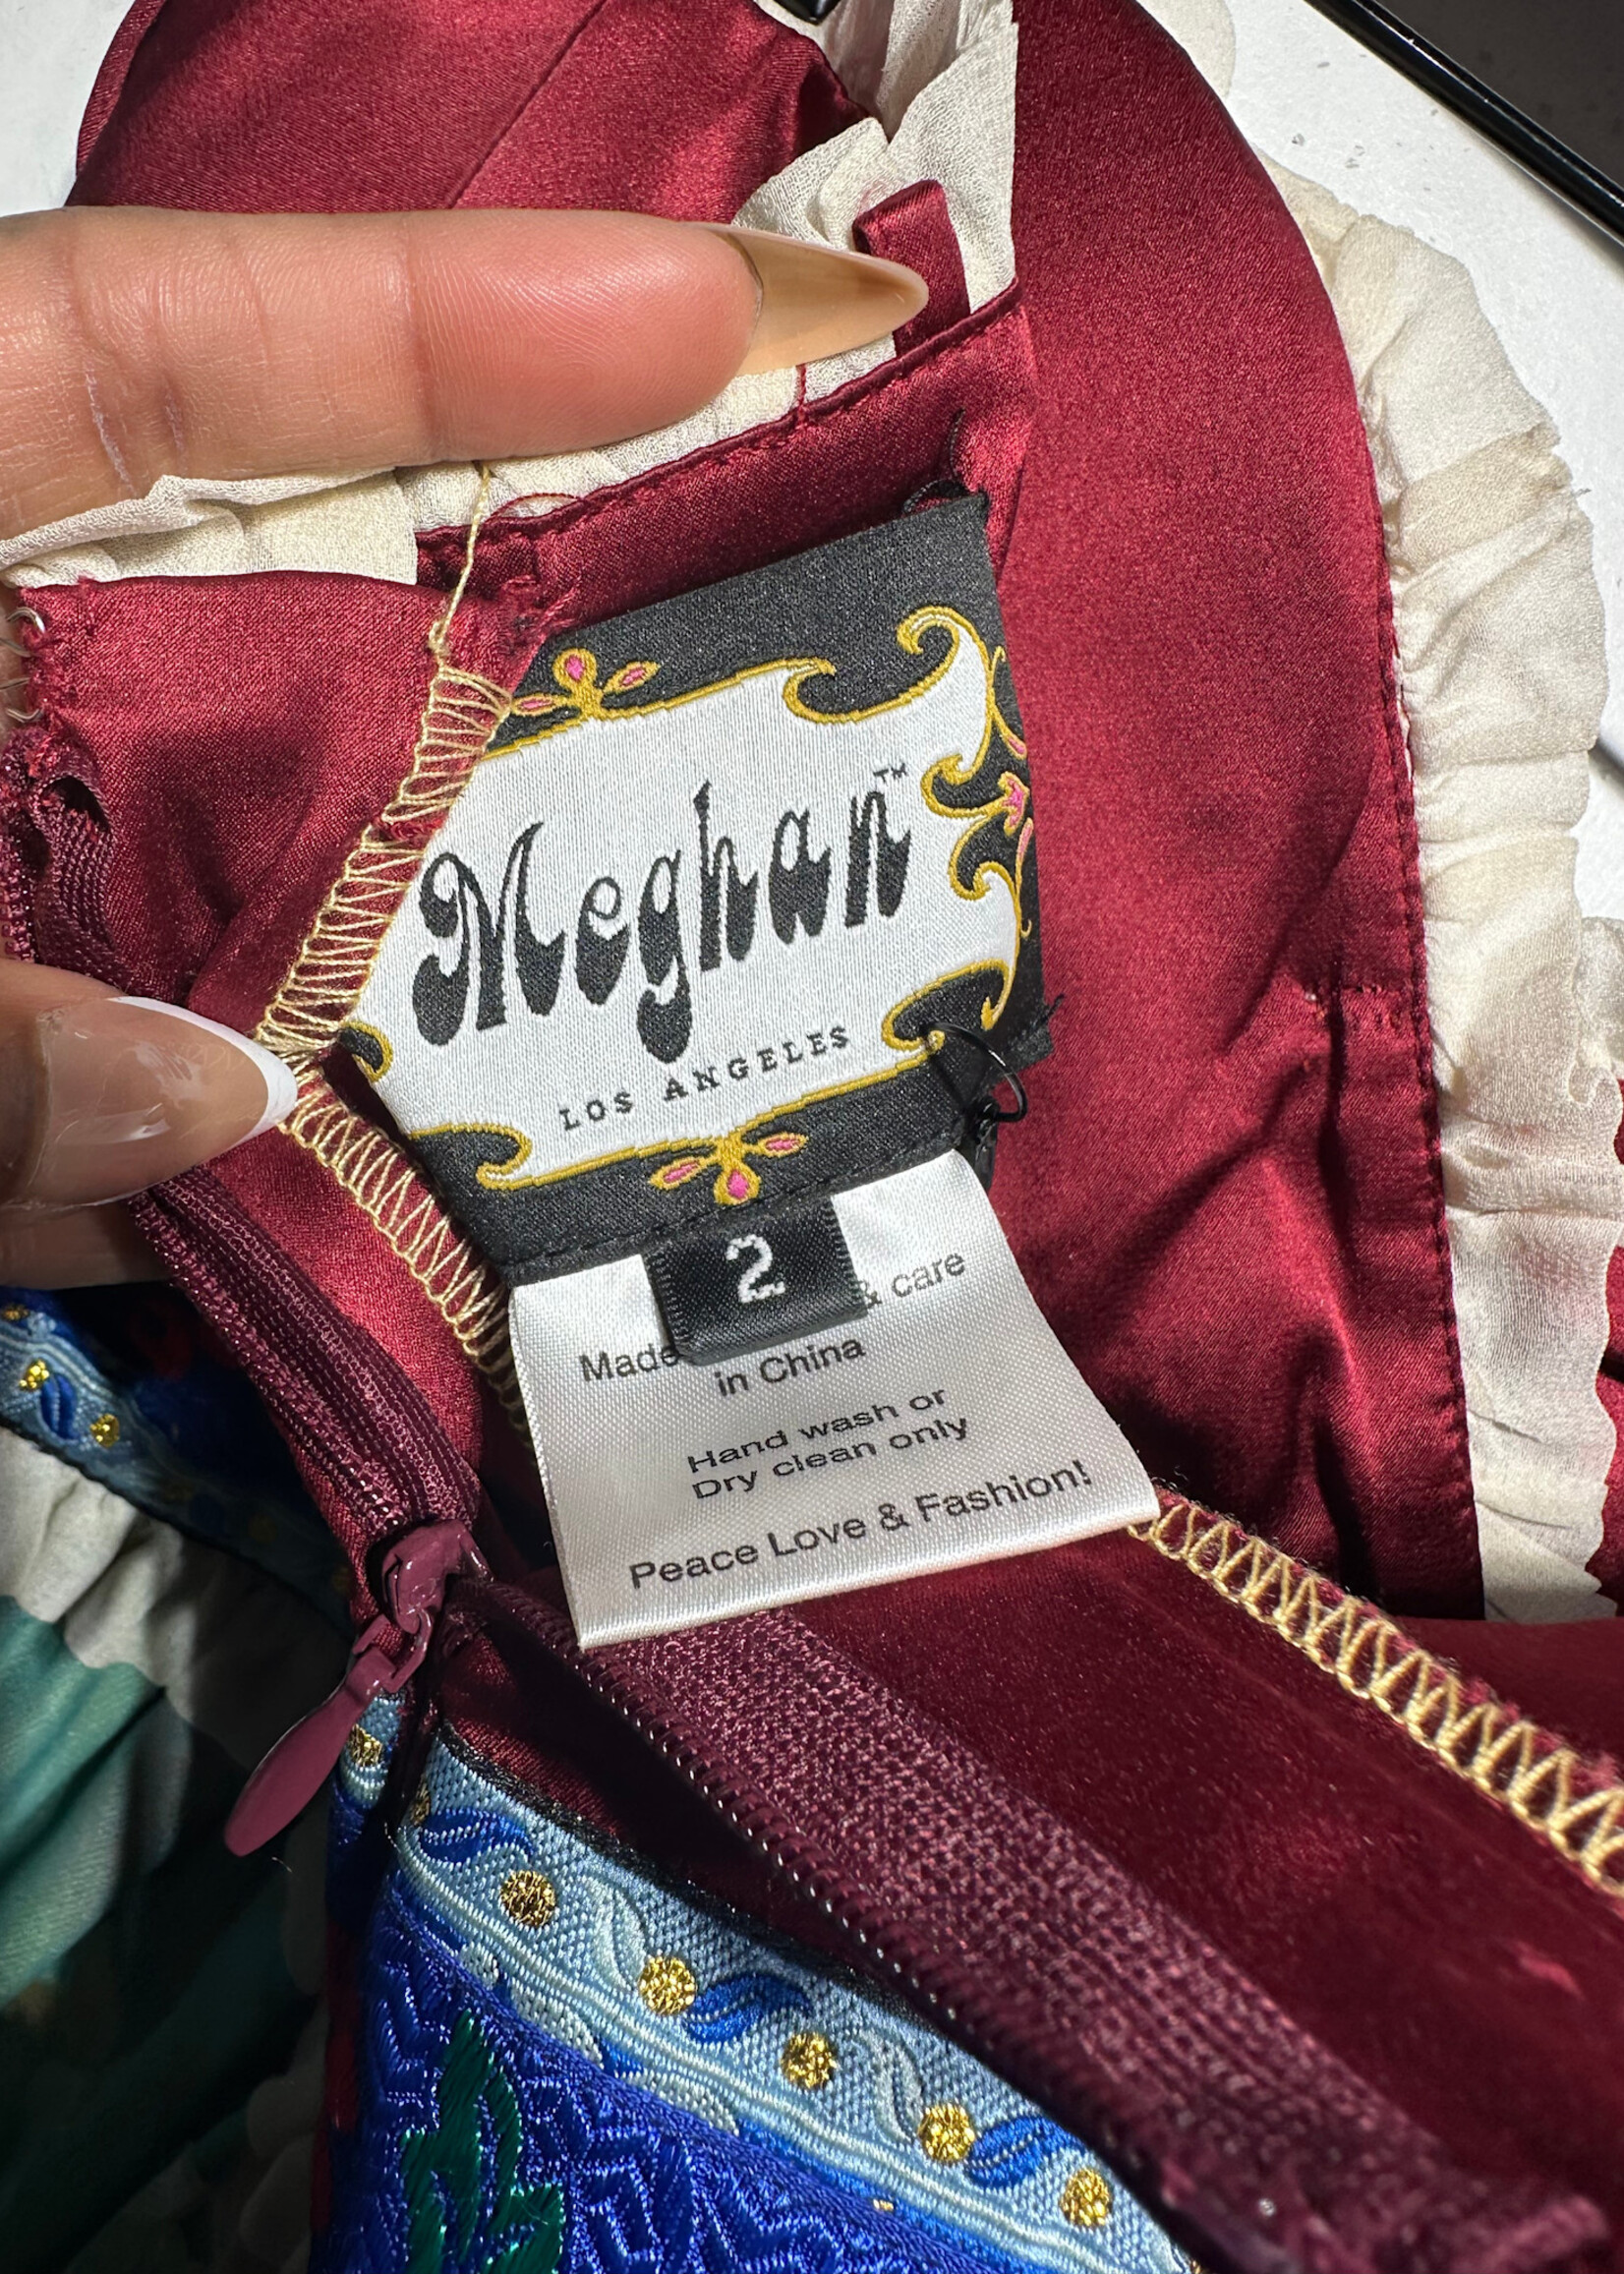 Meghan™
LOS ANGELES
2
& care
Made
in China
Hand wash or
Dry clean only
Peace Love & Fashion!